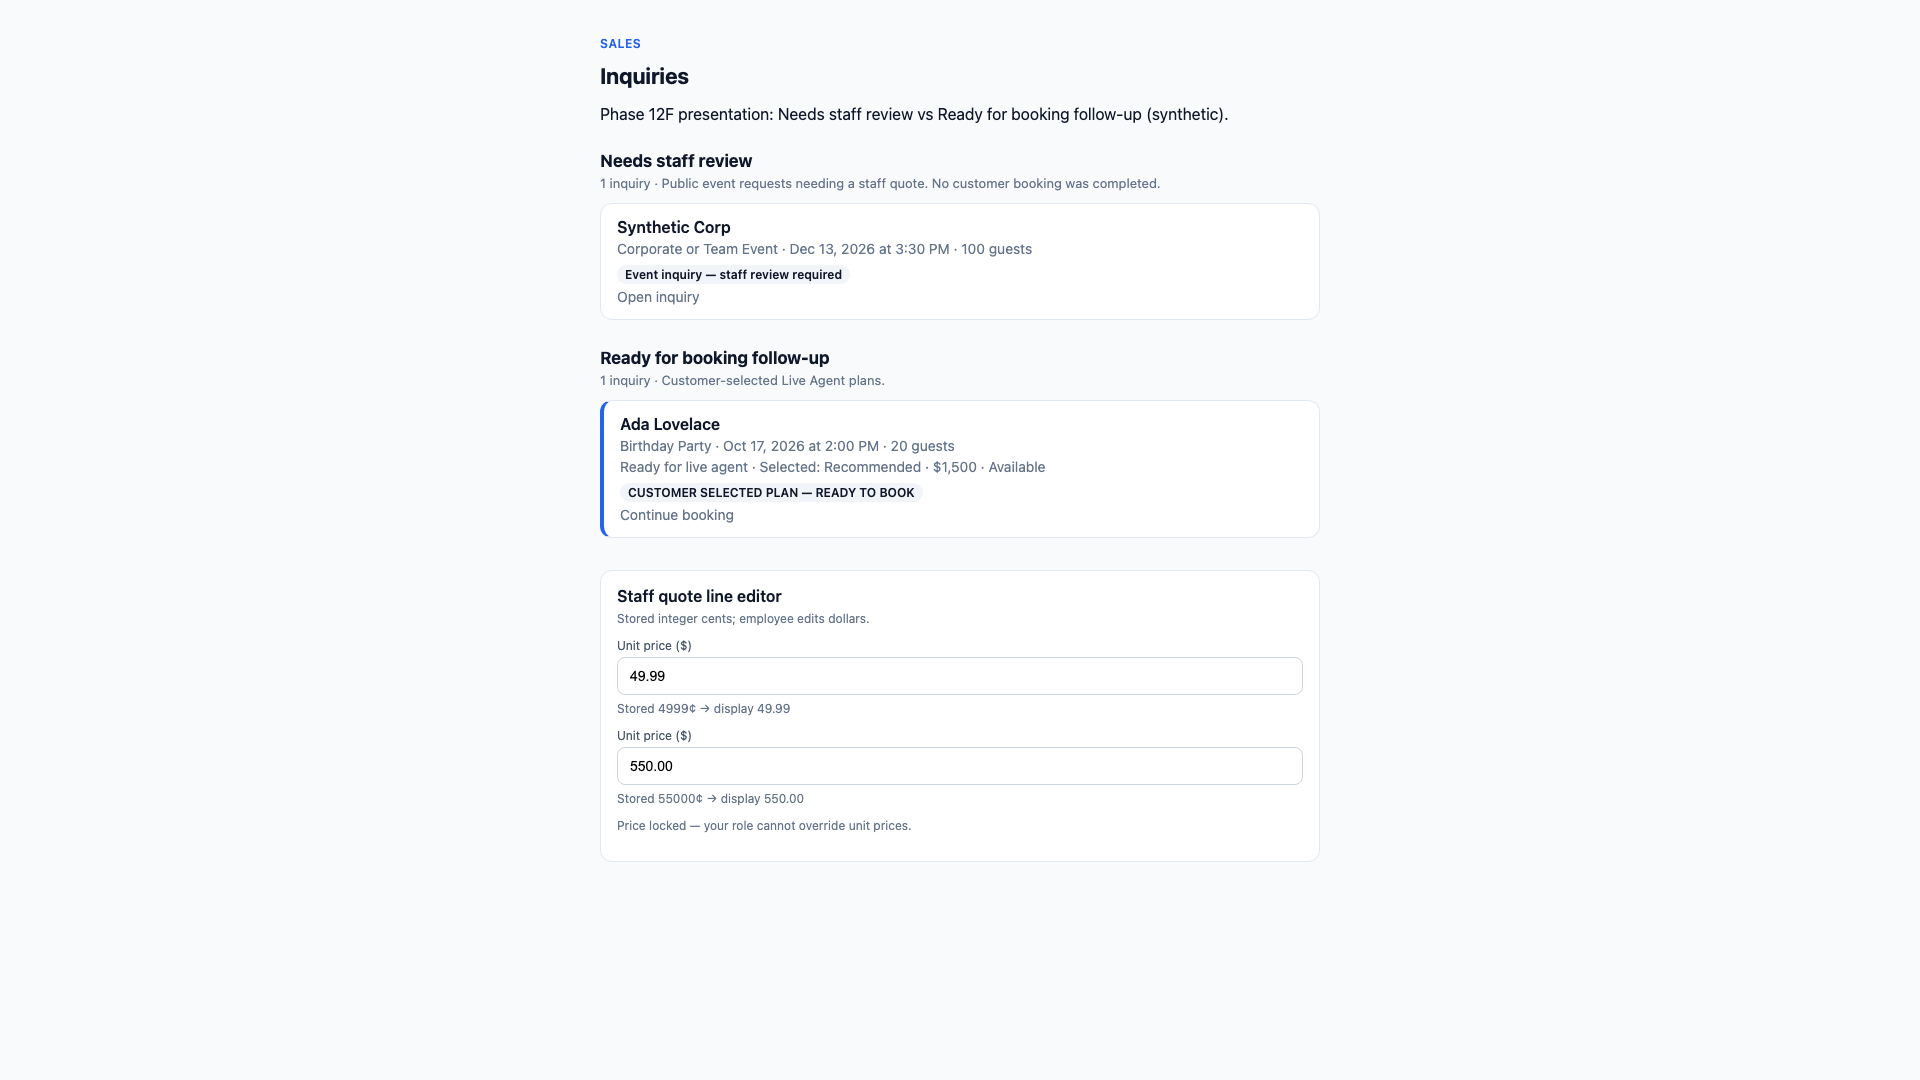 SALES
Inquiries
Phase 12F presentation: Needs staff review vs Ready for booking follow-up (synthetic).
Needs staff review
1 inquiry · Public event requests needing a staff quote. No customer booking was completed.
Synthetic Corp
Corporate or Team Event · Dec 13, 2026 at 3:30 PM · 100 guests
Event inquiry — staff review required
Open inquiry
Ready for booking follow-up
1 inquiry · Customer-selected Live Agent plans.
Ada Lovelace
Birthday Party · Oct 17, 2026 at 2:00 PM · 20 guests
Ready for live agent · Selected: Recommended · $1,500 · Available
CUSTOMER SELECTED PLAN — READY TO BOOK
Continue booking
Staff quote line editor
Stored integer cents; employee edits dollars.
Unit price ($)
49.99
Stored 4999¢ → display 49.99
Unit price ($)
550.00
Stored 55000¢ → display 550.00
Price locked — your role cannot override unit prices.